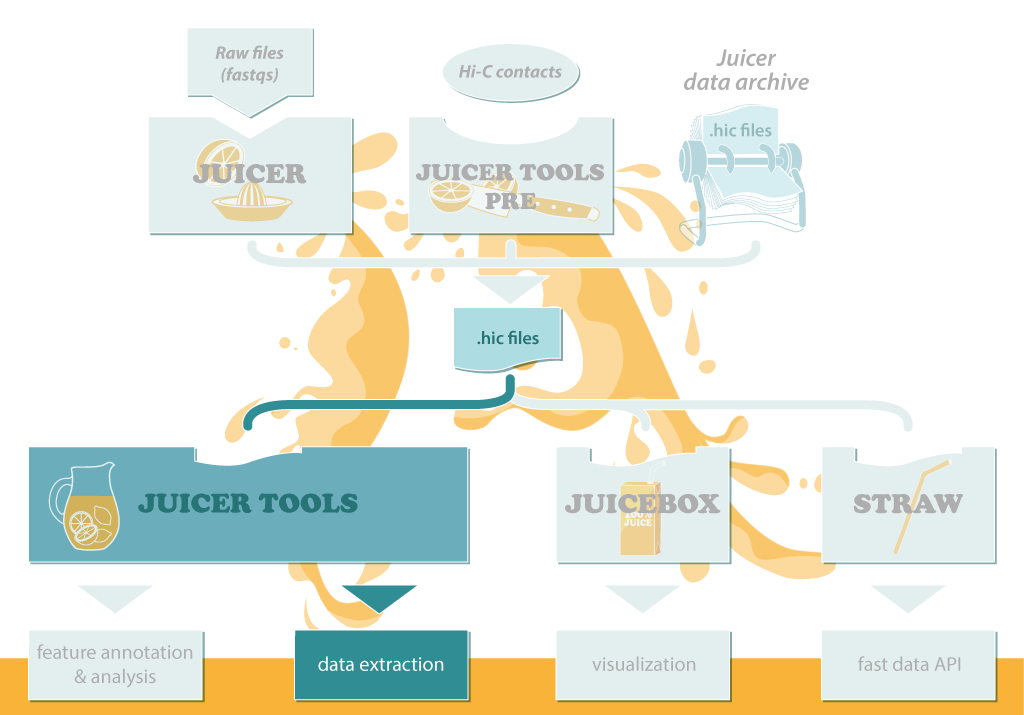 Raw files
(fastqs)
Hi-C contacts
Juicer
data archive
.hic files
JUICER
JUICER TOOLS
PRE
.hic files
JUICER TOOLS
JUICEBOX
100%
JUICE
STRAW
feature annotation
& analysis
data extraction
visualization
fast data API